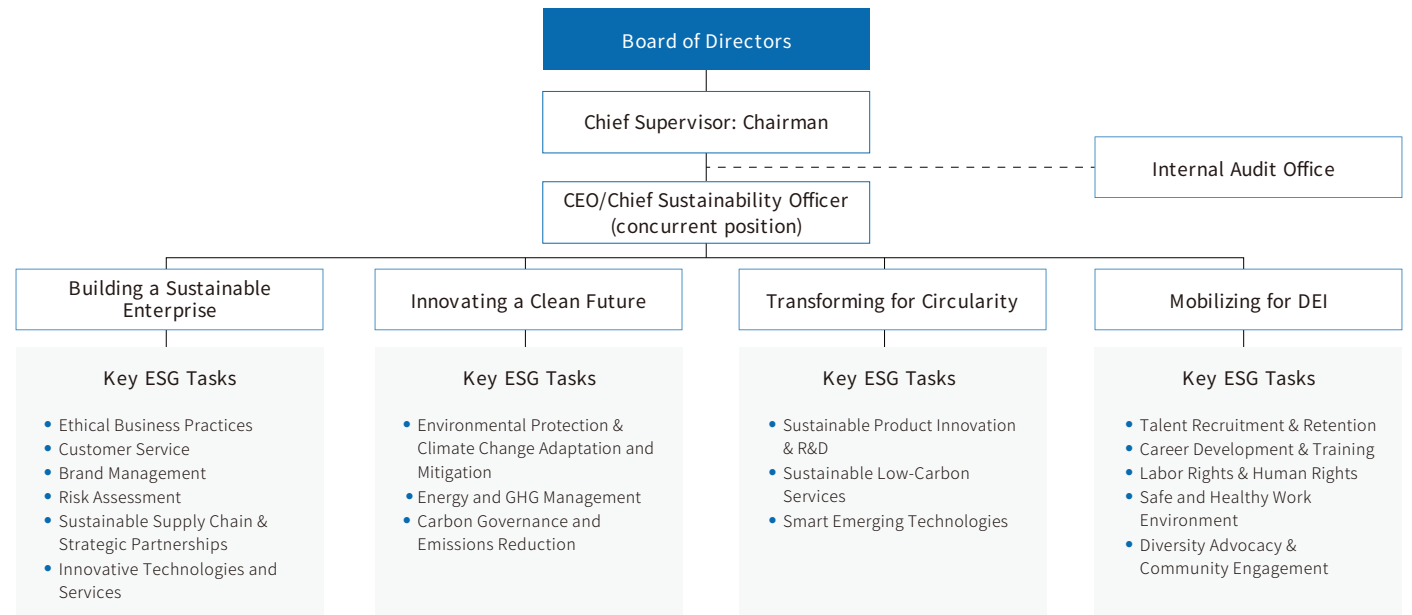 Board of Directors
Chief Supervisor: Chairman
Internal Audit Office
CEO/Chief Sustainability Officer
(concurrent position)
Building a Sustainable
Enterprise
Key ESG Tasks
• Ethical Business Practices
• Customer Service
• Brand Management
• Risk Assessment
• Sustainable Supply Chain &
Strategic Partnerships
• Innovative Technologies and
Services
Innovating a Clean Future
Key ESG Tasks
• Environmental Protection &
Climate Change Adaptation and
Mitigation
• Energy and GHG Management
• Carbon Governance and
Emissions Reduction
Transforming for Circularity
Key ESG Tasks
• Sustainable Product Innovation
& R&D
• Sustainable Low-Carbon
Services
• Smart Emerging Technologies
Mobilizing for DEI
Key ESG Tasks
• Talent Recruitment & Retention
• Career Development & Training
• Labor Rights & Human Rights
• Safe and Healthy Work
Environment
• Diversity Advocacy &
Community Engagement